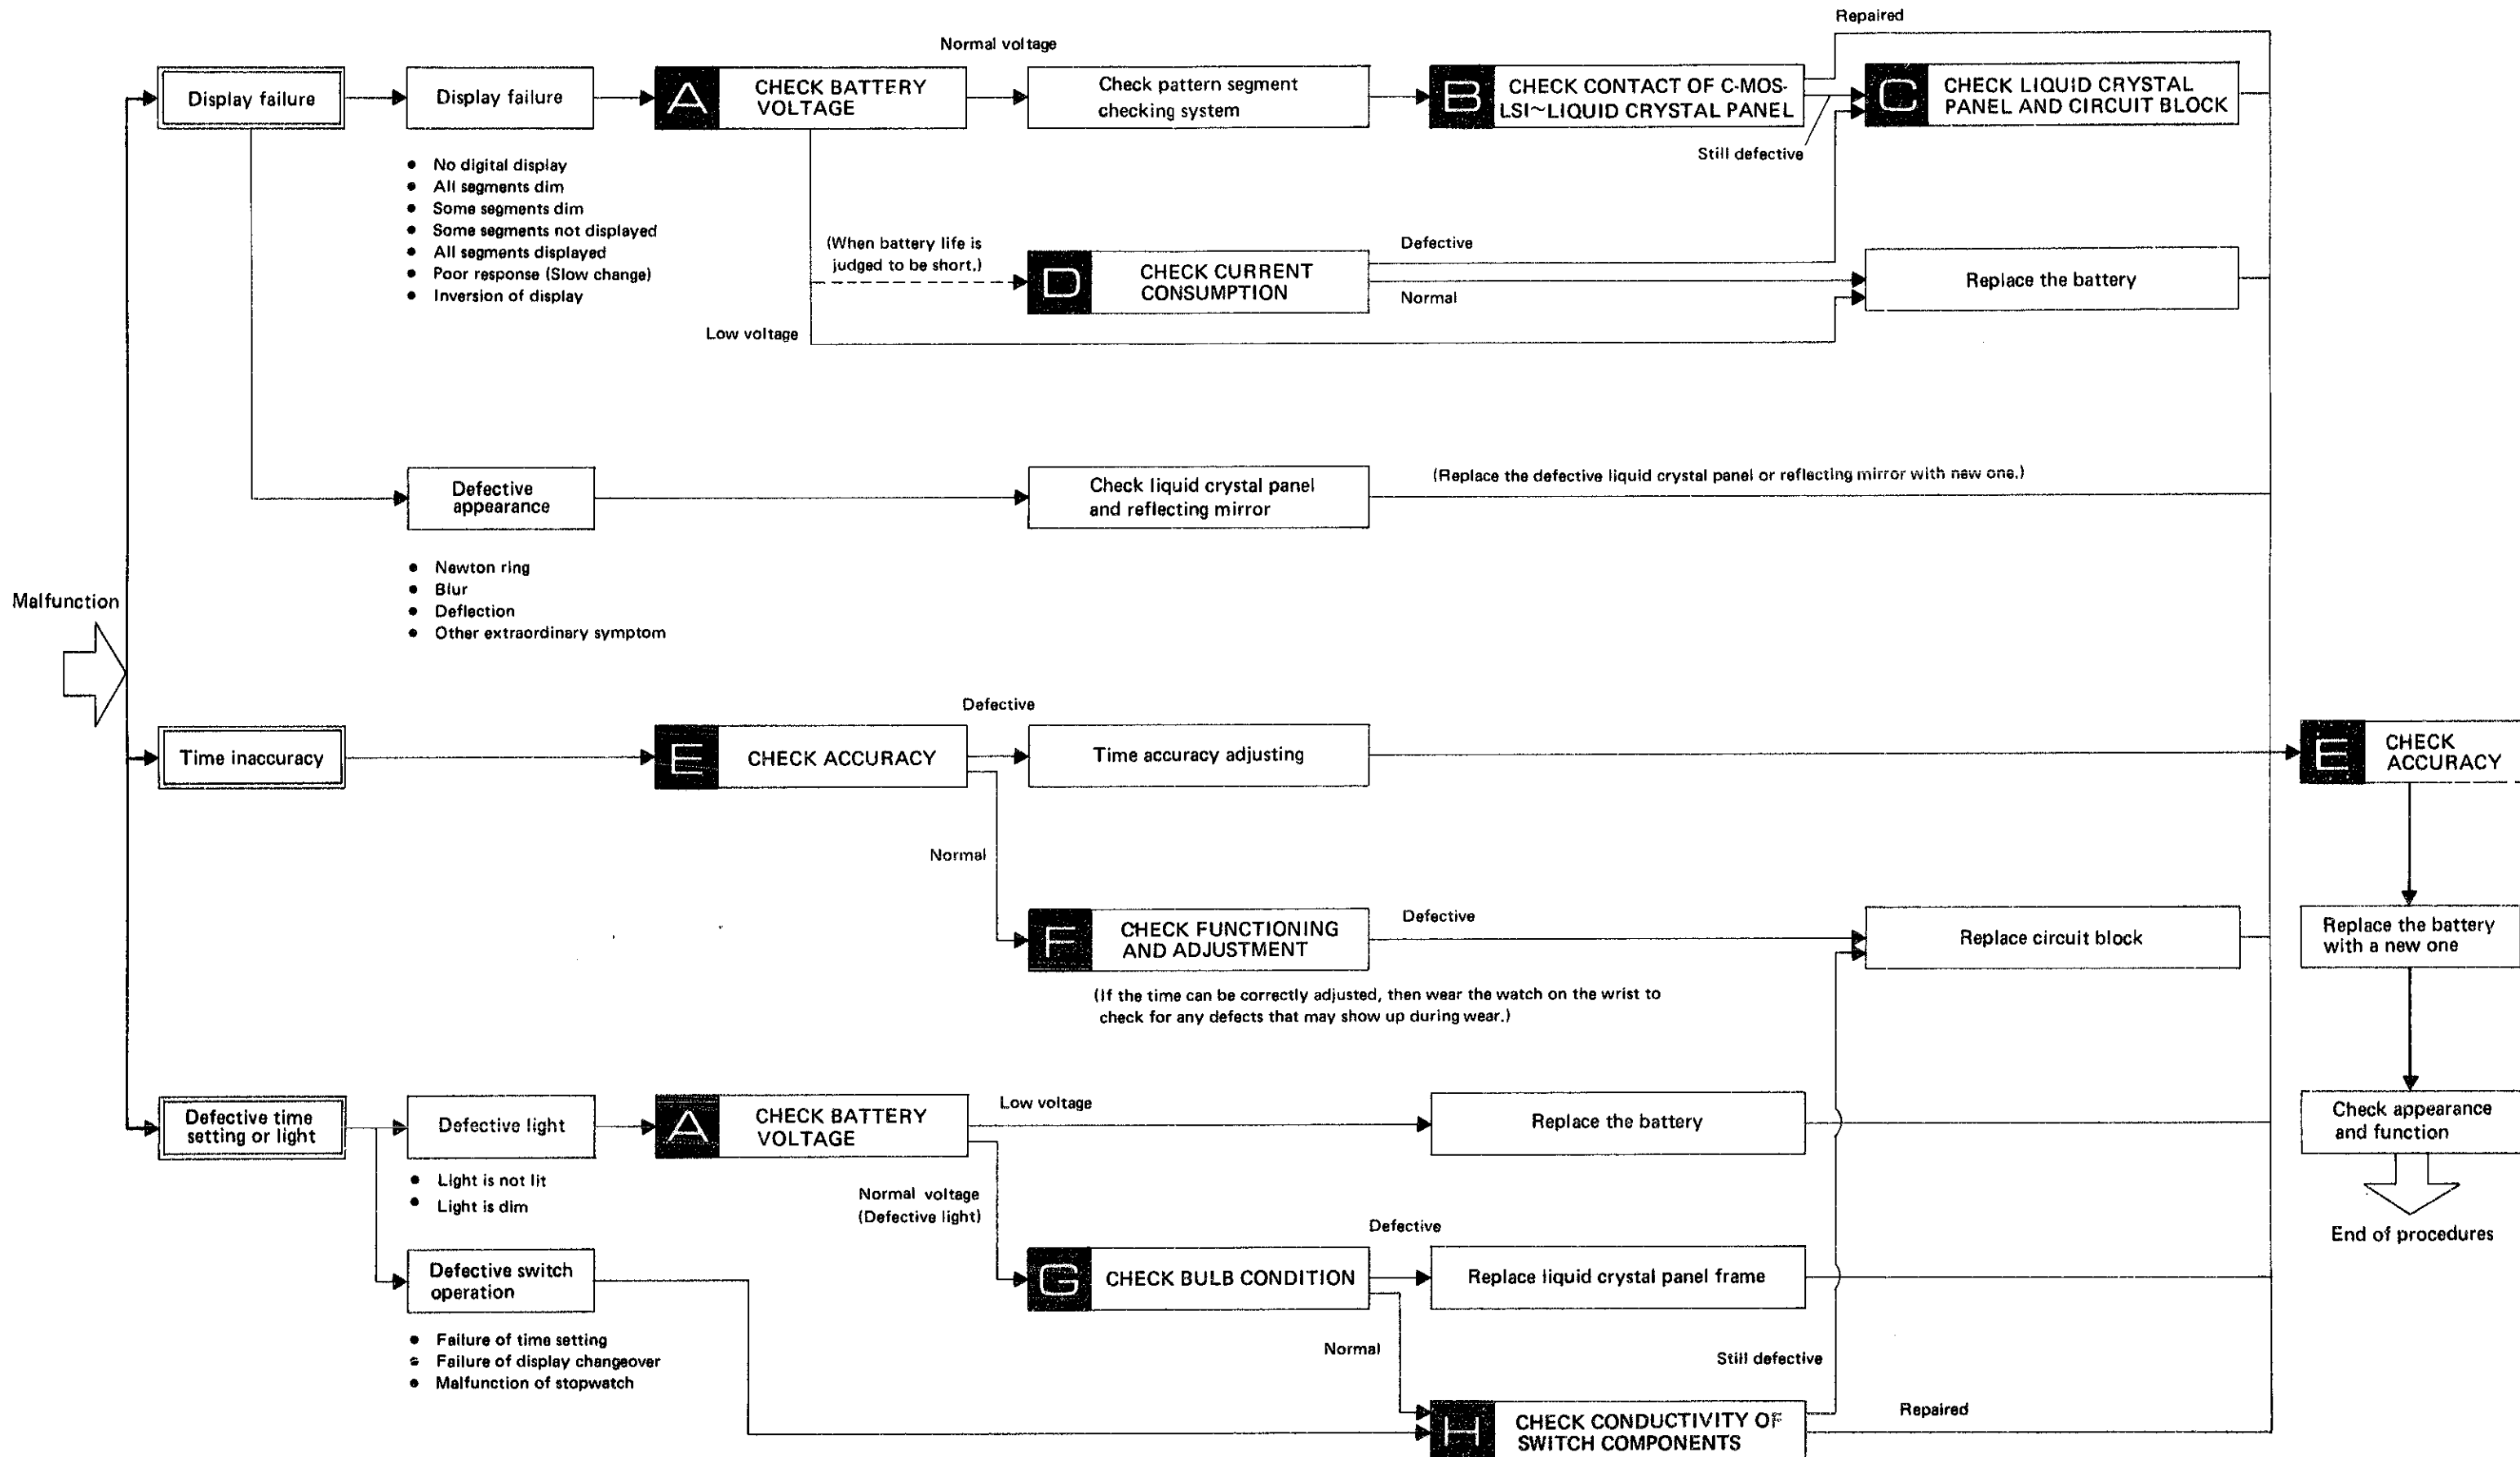 Repaired
Normal voltage
Display failure
Display failure
A
CHECK BATTERY
VOLTAGE
Check pattern segment
checking system
B
CHECK CONTACT OF C-MOS-
LSI~LIQUID CRYSTAL PANEL
C
CHECK LIQUID CRYSTAL
PANEL AND CIRCUIT BLOCK
Still defective
• No digital display
• All segments dim
• Some segments dim
• Some segments not displayed
• All segments displayed
• Poor response (Slow change)
• Inversion of display
(When battery life is
judged to be short.)
D
CHECK CURRENT
CONSUMPTION
Defective
Normal
Replace the battery
Low voltage
Defective
appearance
Check liquid crystal panel
and reflecting mirror
(Replace the defective liquid crystal panel or reflecting mirror with new one.)
• Newton ring
• Blur
• Deflection
• Other extraordinary symptom
Malfunction
Time inaccuracy
E
CHECK ACCURACY
Defective
Time accuracy adjusting
E
CHECK
ACCURACY
Normal
F
CHECK FUNCTIONING
AND ADJUSTMENT
Defective
Replace circuit block
Replace the battery
with a new one
(If the time can be correctly adjusted, then wear the watch on the wrist to
check for any defects that may show up during wear.)
Defective time
setting or light
Defective light
A
CHECK BATTERY
VOLTAGE
Low voltage
Replace the battery
Check appearance
and function
• Light is not lit
• Light is dim
Normal voltage
(Defective light)
End of procedures
Defective switch
operation
G
CHECK BULB CONDITION
Defective
Replace liquid crystal panel frame
• Failure of time setting
• Failure of display changeover
• Malfunction of stopwatch
Normal
Still defective
H
CHECK CONDUCTIVITY OF
SWITCH COMPONENTS
Repaired